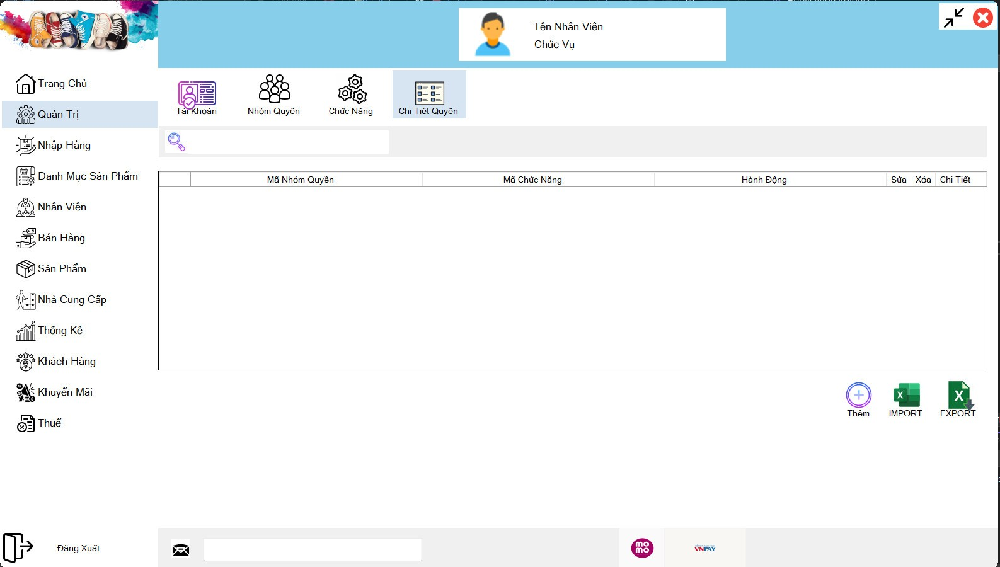 Tên Nhân Viên
Chức Vụ
Trang Chủ
Quản Trị
Nhập Hàng
Danh Mục Sản Phẩm
Nhân Viên
Bán Hàng
Sản Phẩm
Nhà Cung Cấp
Thống Kê
Khách Hàng
Khuyến Mãi
Thuế
Đăng Xuất
Tài Khoản
Nhóm Quyền
Chức Năng
Chi Tiết Quyền
Mã Nhóm Quyền Mã Chức Năng Hành Động Sửa Xóa Chi Tiết
Thêm
IMPORT
EXPORT
mo
mo
VNPAY